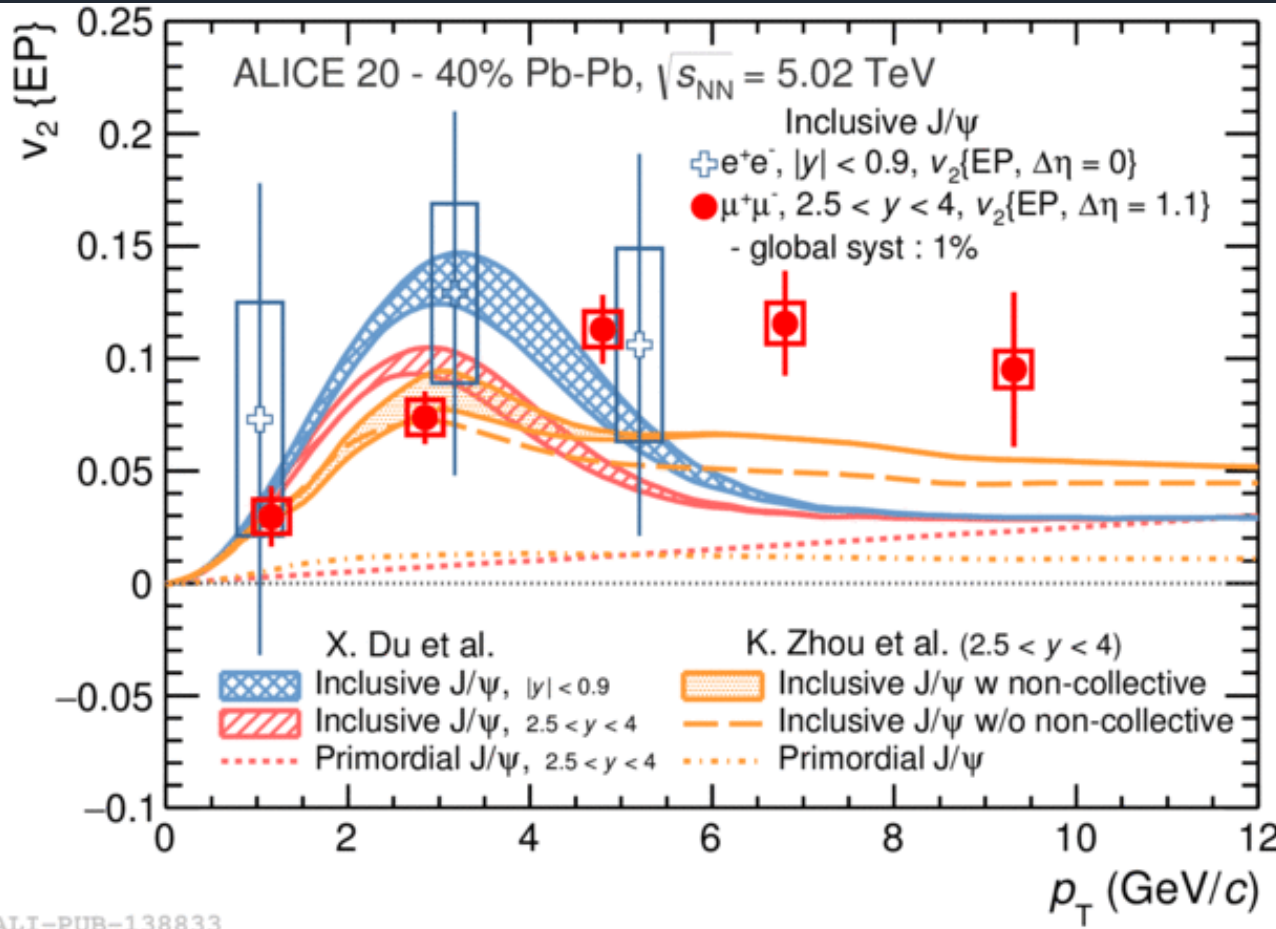 0.25
0.2
0.15
0.1
0.05
0
−0.05
−0.1
v₂ {EP}
ALICE 20 - 40% Pb-Pb, √sNN = 5.02 TeV
Inclusive J/ψ
e⁺e⁻, |y| < 0.9, v₂{EP, Δη = 0}
μ⁺μ⁻, 2.5 < y < 4, v₂{EP, Δη = 1.1}
- global syst : 1%
X. Du et al.
Inclusive J/ψ, |y| < 0.9
Inclusive J/ψ, 2.5 < y < 4
Primordial J/ψ, 2.5 < y < 4
K. Zhou et al. (2.5 < y < 4)
Inclusive J/ψ w non-collective
Inclusive J/ψ w/o non-collective
Primordial J/ψ
0 2 4 6 8 10 12
pT (GeV/c)
ALI-PUB-138833